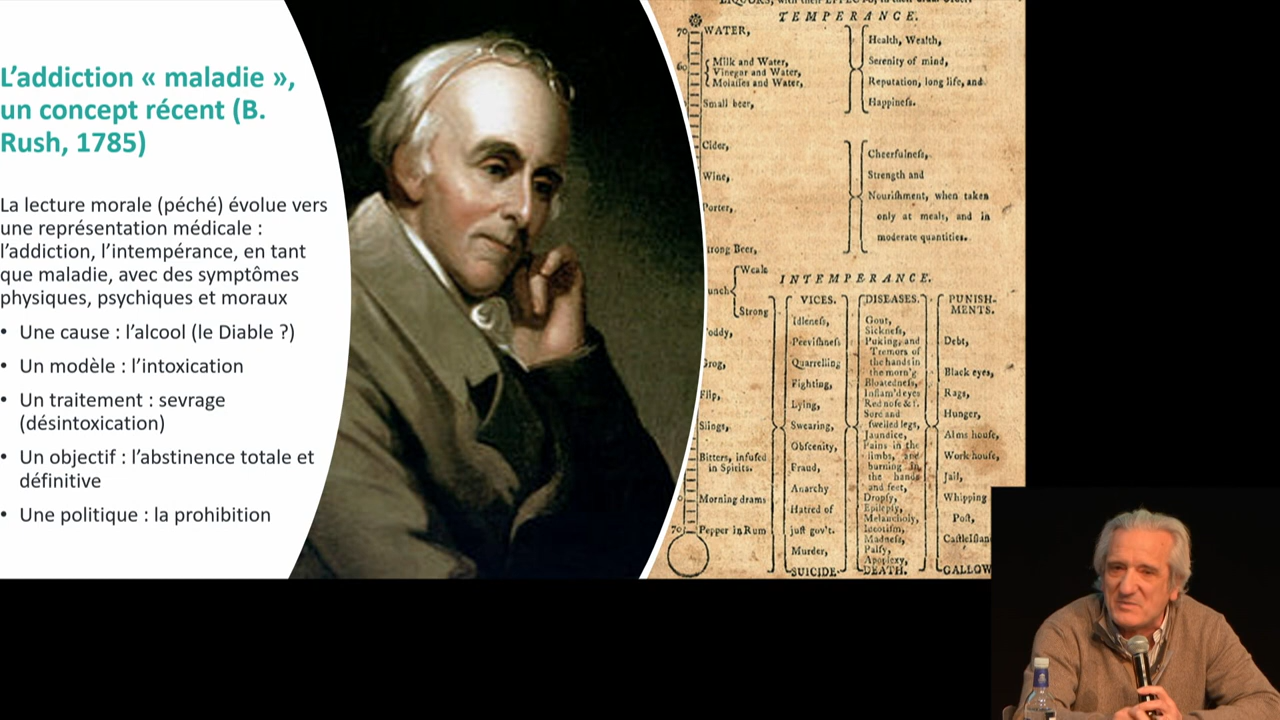 L'addiction « maladie »,
un concept récent (B.
Rush, 1785)
La lecture morale (péché) évolue vers
une représentation médicale :
l'addiction, l'intempérance, en tant
que maladie, avec des symptômes
physiques, psychiques et moraux
• Une cause : l'alcool (le Diable ?)
• Un modèle : l'intoxication
• Un traitement : sevrage
(désintoxication)
• Un objectif : l'abstinence totale et
définitive
• Une politique : la prohibition
TEMPERANCE.
70
WATER,
60
Milk and Water,
Vinegar and Water,
Molaſſes and Water,
Small beer,
Health, Wealth,
Serenity of mind,
Reputation, long life, and
Happineſs.
Cider,
Wine,
Porter,
trong Beer,
Cheerfulneſs,
Strength and
Nouriſhment, when taken
only at meals, and in
moderate quantities.
INTEMPERANCE.
unch
Weak
Strong
oddy,
rog,
Flip,
Slings,
Bitters, infuſed
in Spirits.
Morning drams
70
Pepper in Rum
VICES.
Idleneſs,
Peeviſhneſs
Quarrelling
Fighting,
Lying,
Swearing,
Obſcenity,
Fraud,
Anarchy
Hatred of
juſt gov't.
Murder,
SUICIDE.
DISEASES.
Gout,
Sickneſs,
Puking, and
Tremors of
the hands in
the morn'g
Bloatedneſs,
Inflam'd eyes
Red noſe & f.
Sore and
ſwelled legs,
Jaundice,
Pains in the
limbs, and
burning in
the hands
and feet,
Dropſy,
Epilepſy,
Melancholy,
Madneſs,
Palſy,
Apoplexy,
DEATH.
PUNISH-
MENTS.
Debt,
Black eyes,
Rags,
Hunger,
Alms houſe,
Work-houſe,
Jail,
Whipping
Poſt,
GALLOW